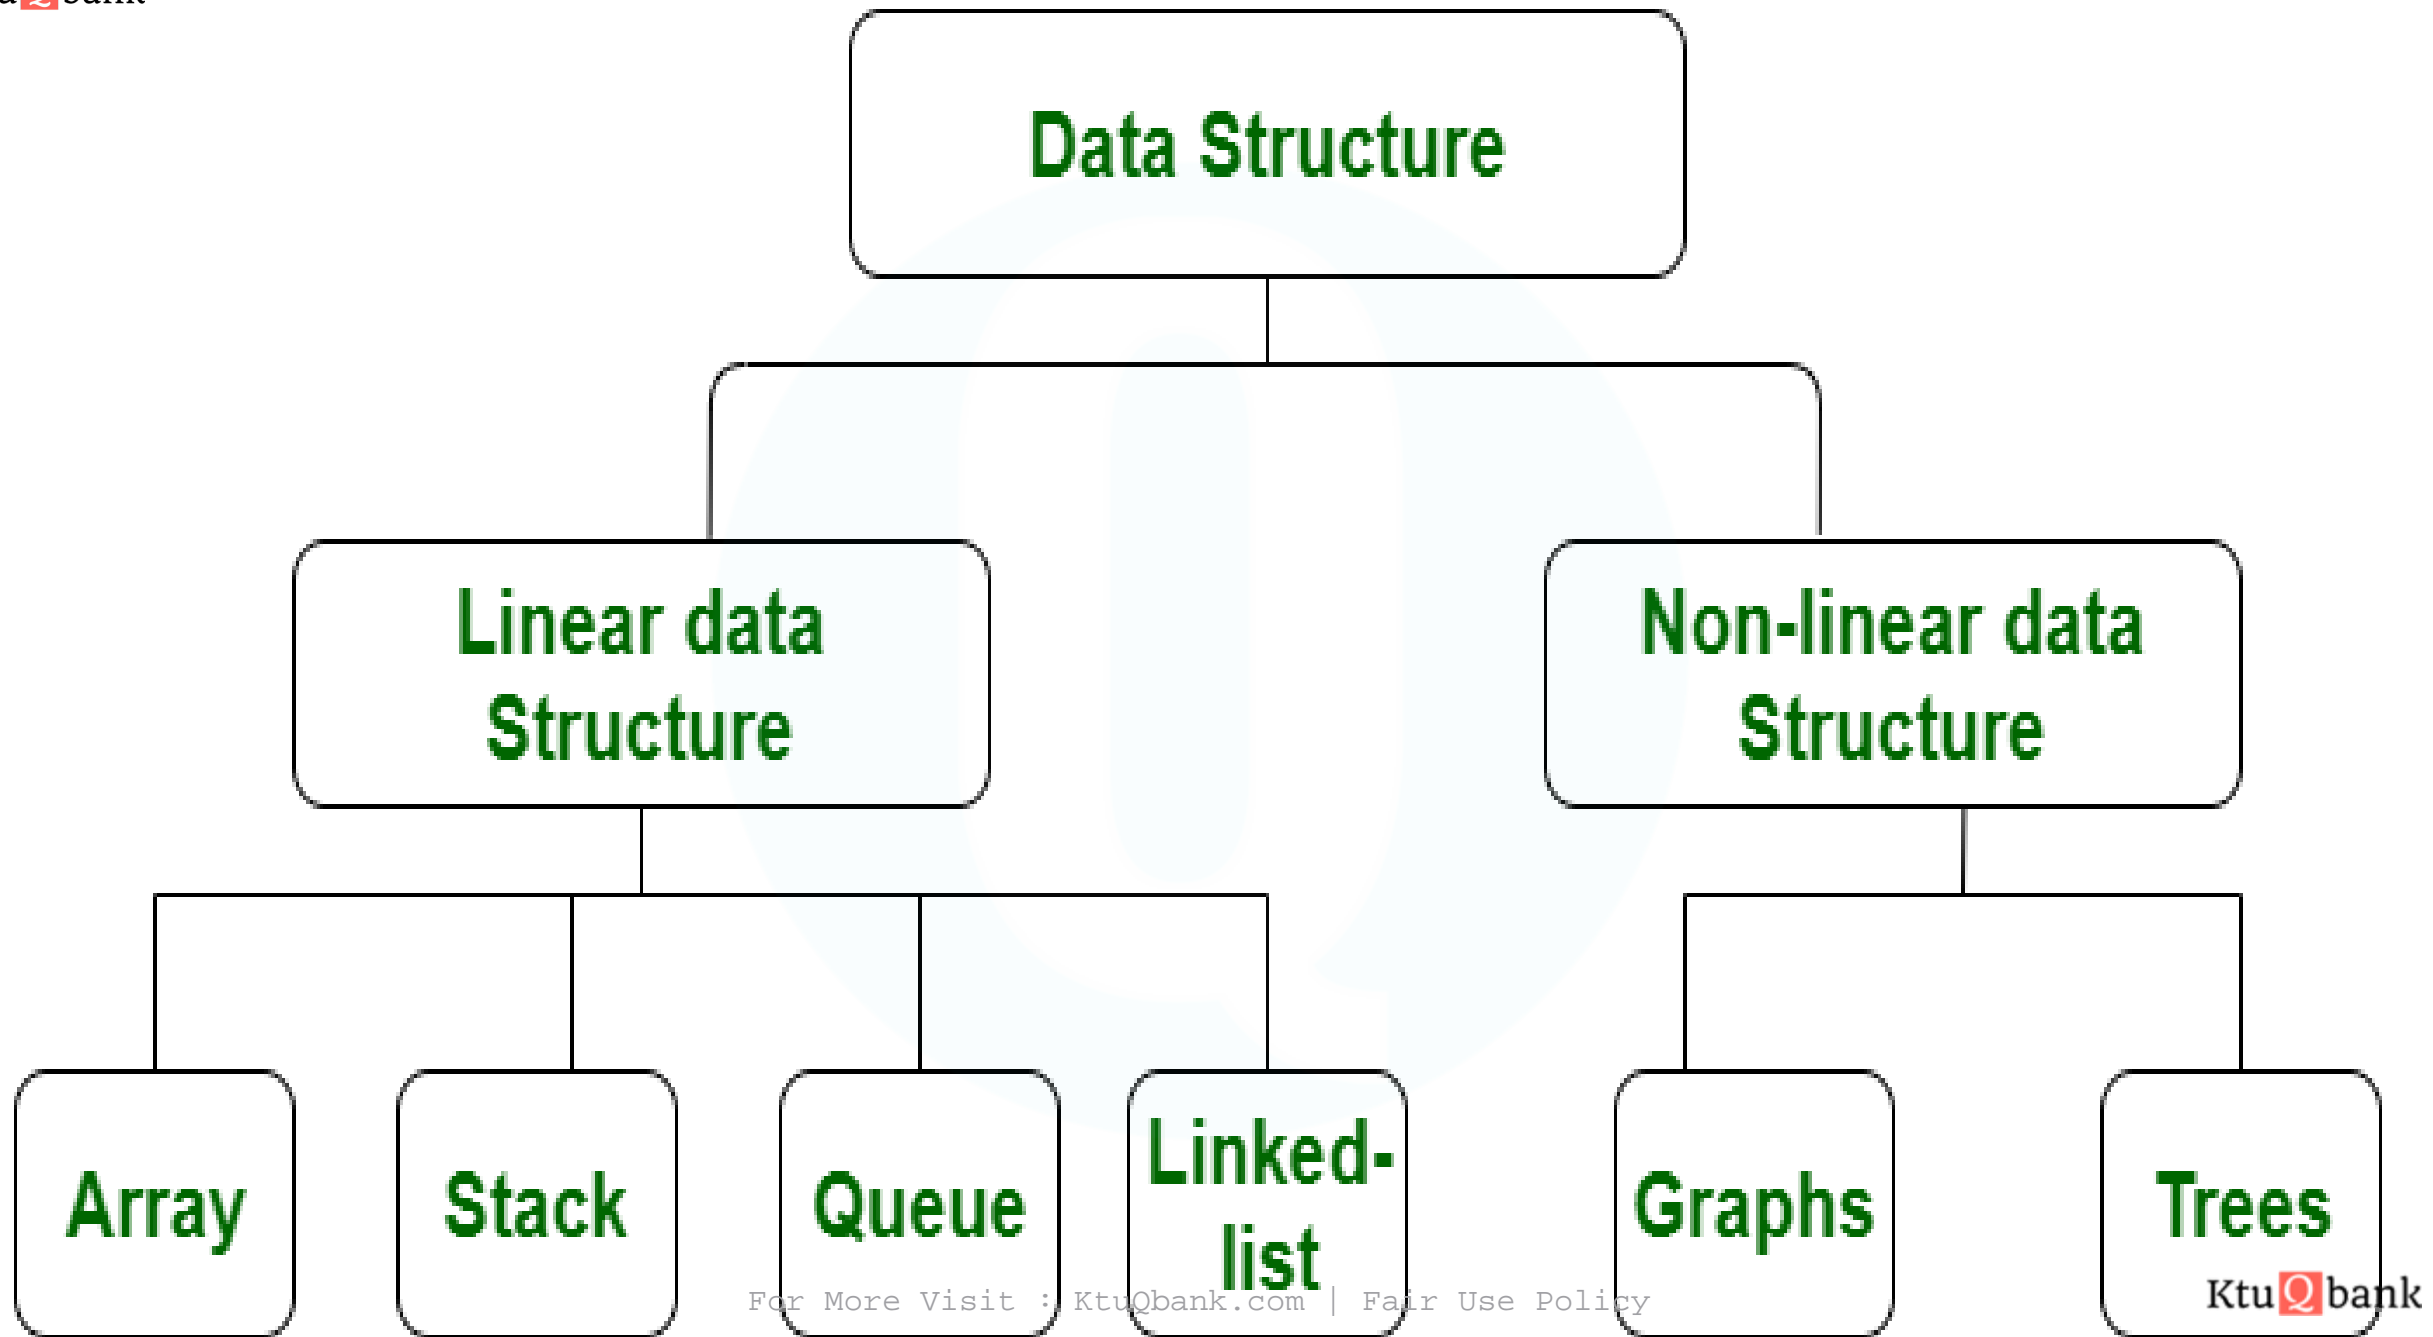 bank
Data Structure
Linear data
Structure
Non-linear data
Structure
Array
Stack
Queue
Linked-
list
Graphs
Trees
For More Visit : KtuQbank.com | Fair Use Policy
KtuQbank